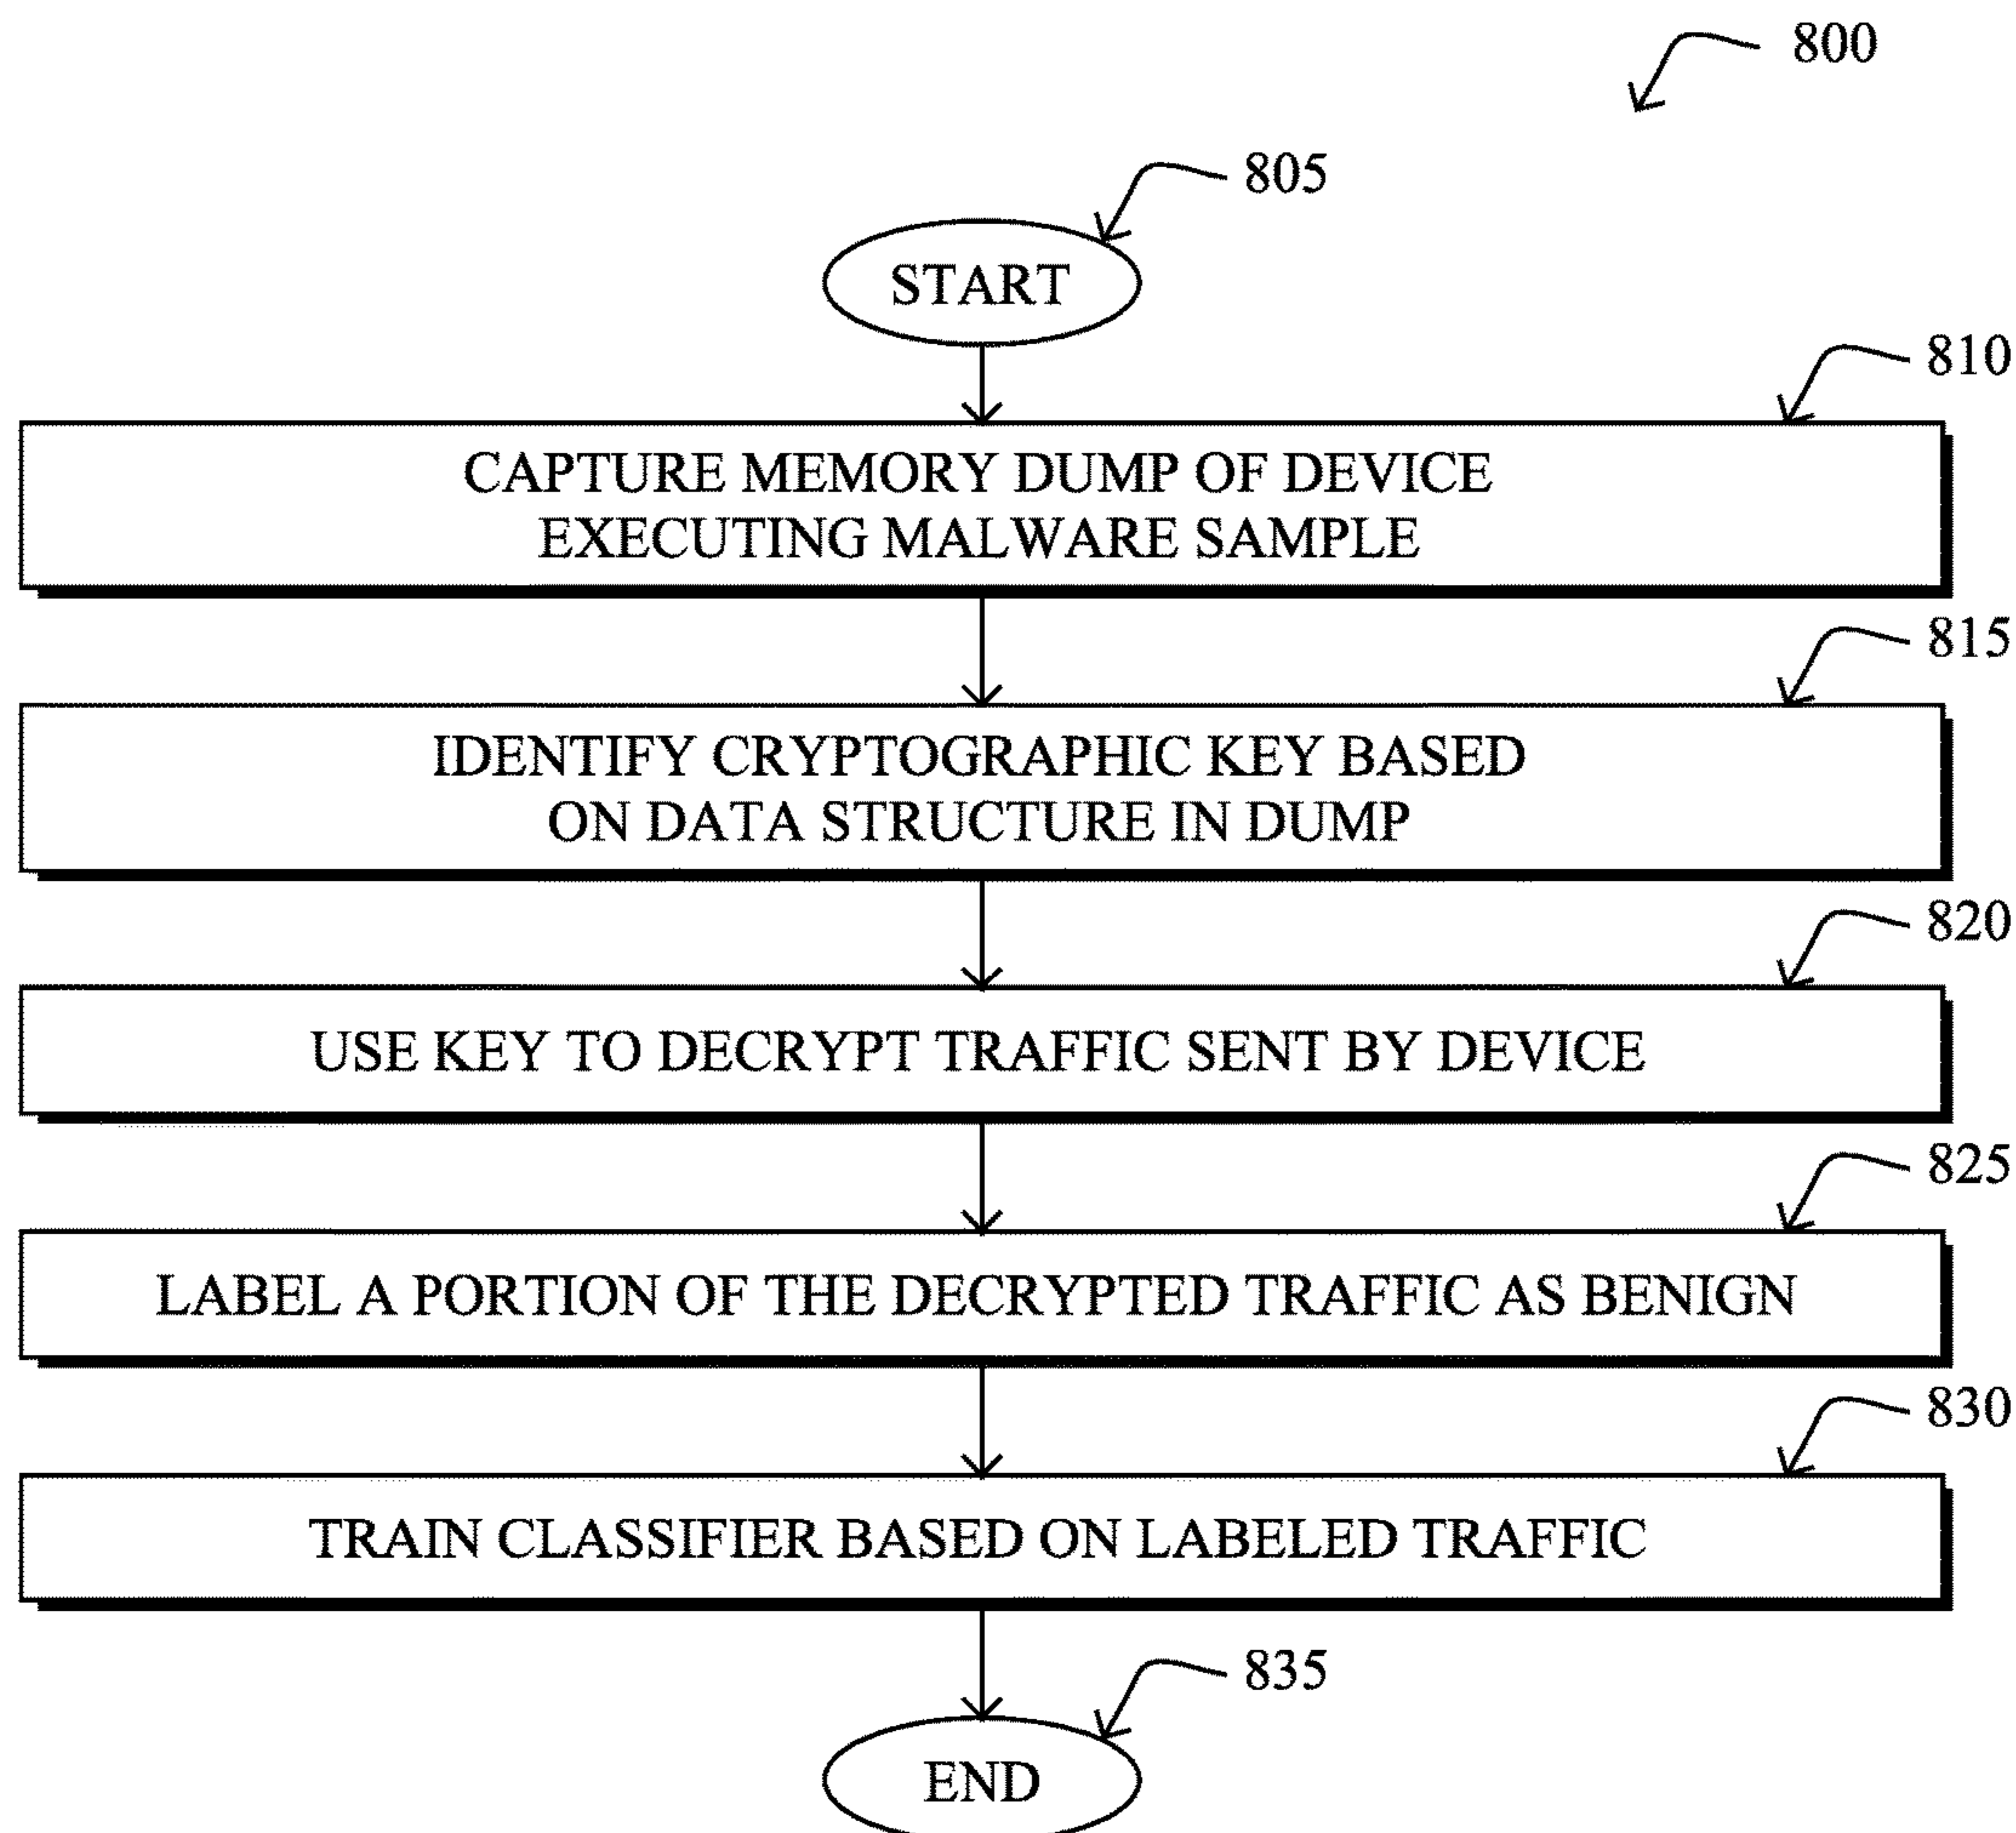 800
805
START
810
CAPTURE MEMORY DUMP OF DEVICE
EXECUTING MALWARE SAMPLE
815
IDENTIFY CRYPTOGRAPHIC KEY BASED
ON DATA STRUCTURE IN DUMP
820
USE KEY TO DECRYPT TRAFFIC SENT BY DEVICE
825
LABEL A PORTION OF THE DECRYPTED TRAFFIC AS BENIGN
830
TRAIN CLASSIFIER BASED ON LABELED TRAFFIC
835
END